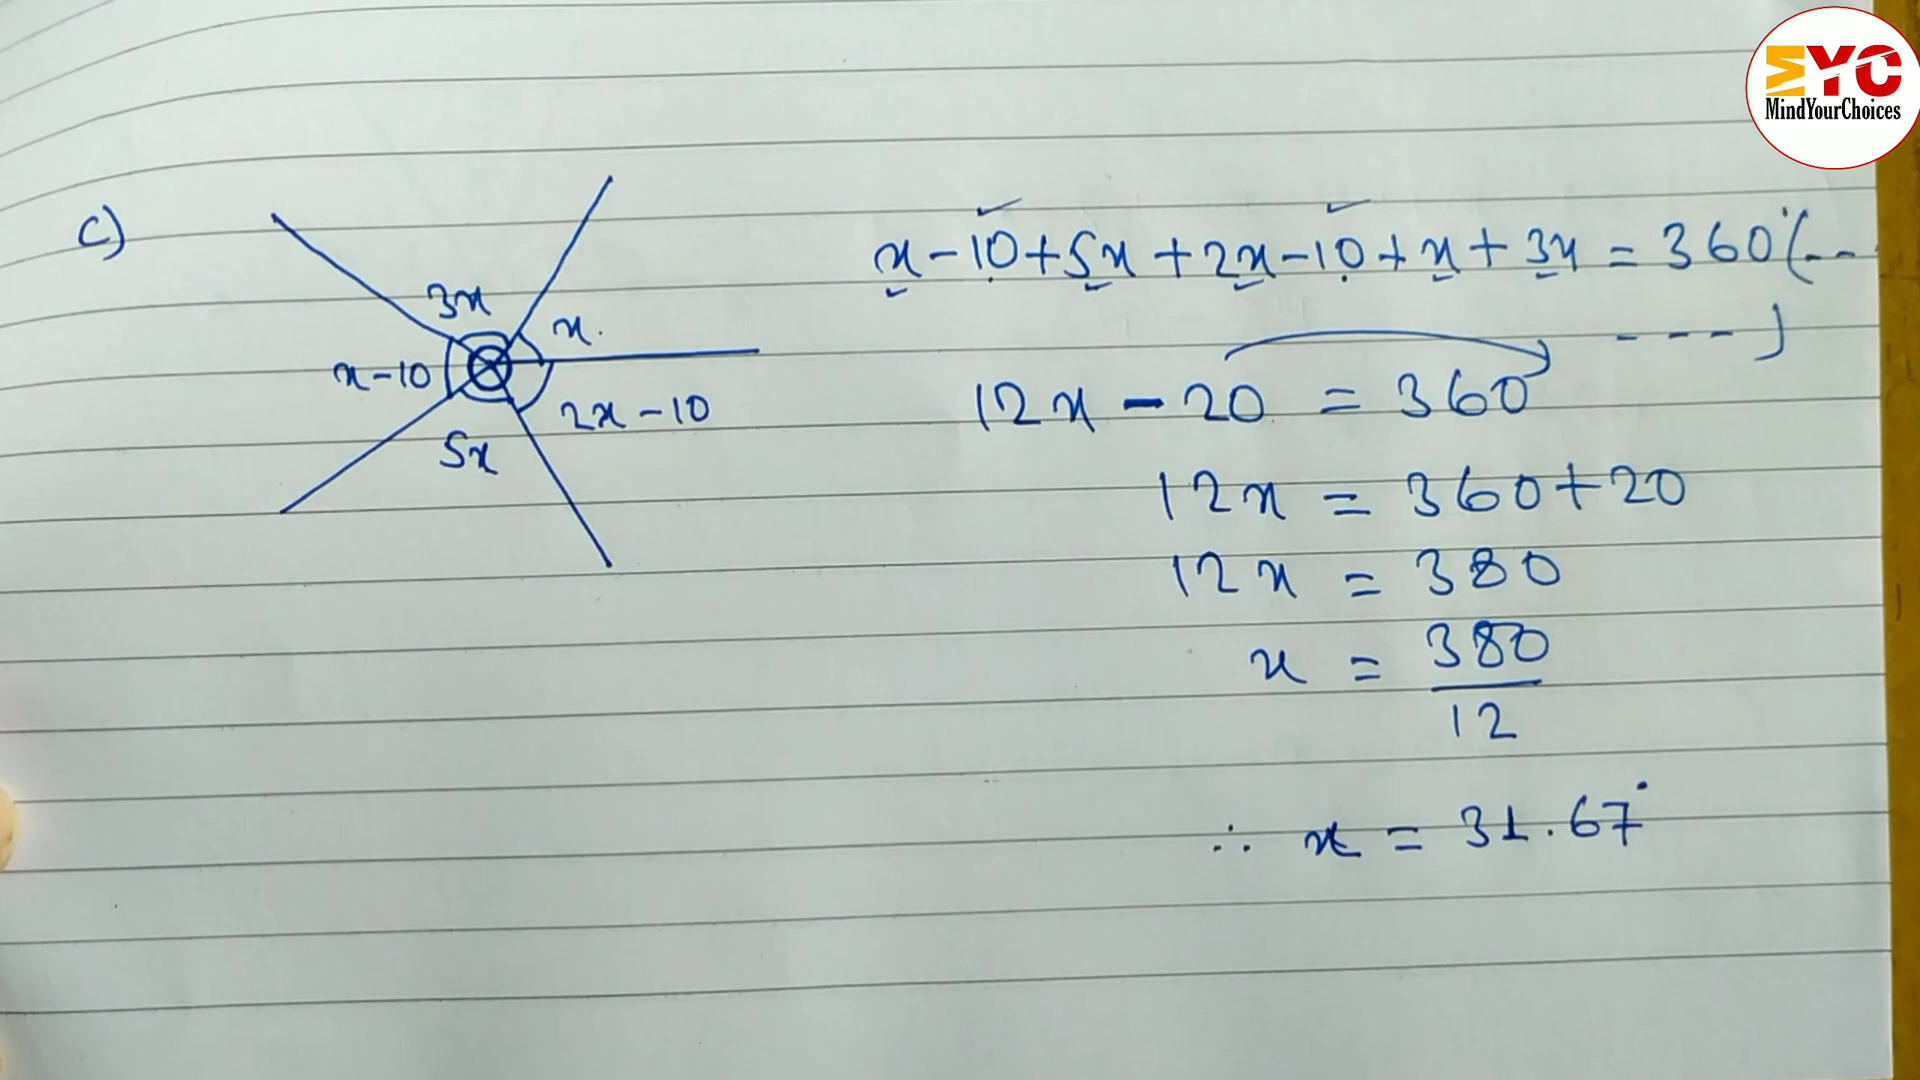 MYC
MindYourChoices
c)
3x
x.
x-10
2x-10
5x
x-10+5x+2x-10+x+3x=360°(--
----)
12x-20=360
12x=360+20
12x=380
x=380/12
∴ x=31.67°